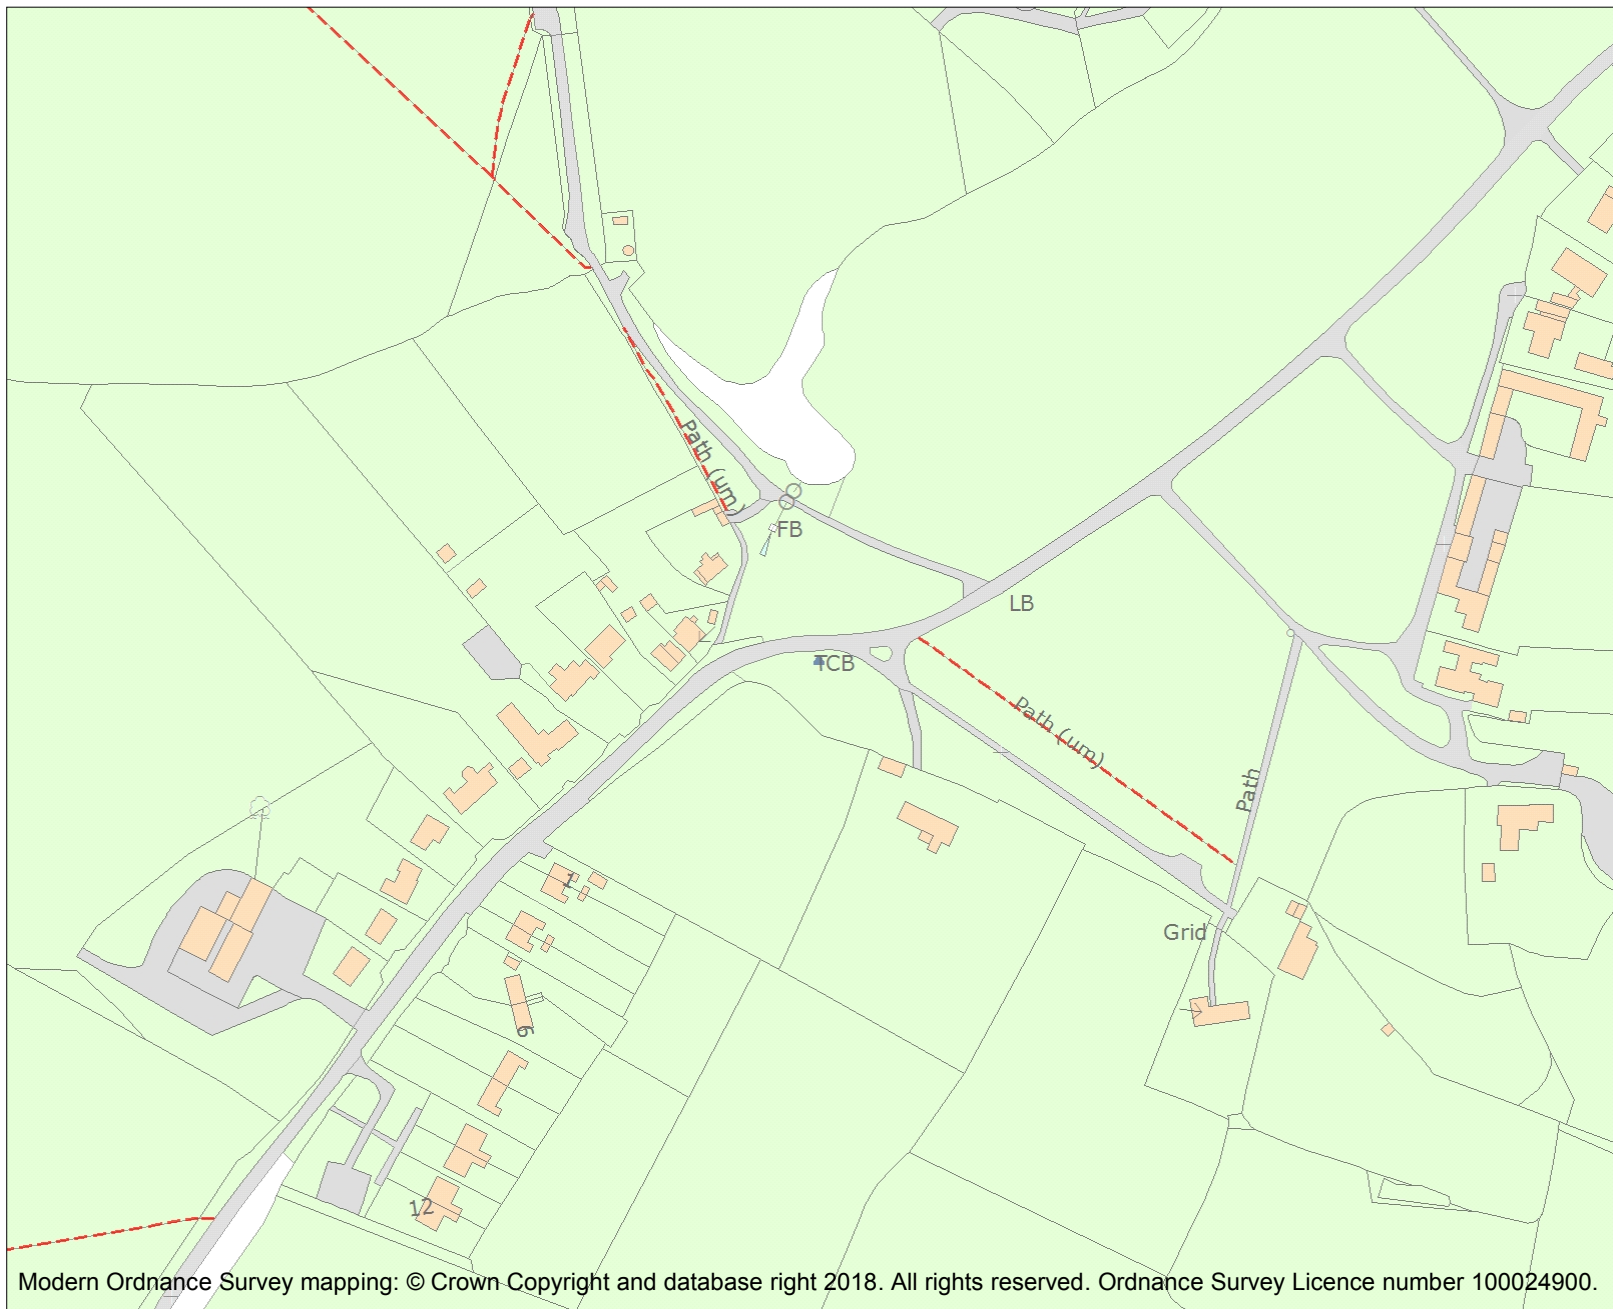 Path (um)
FB
LB
TCB
Path (um)
Path
1
Grid
6
12
Modern Ordnance Survey mapping: © Crown Copyright and database right 2018. All rights reserved. Ordnance Survey Licence number 100024900.